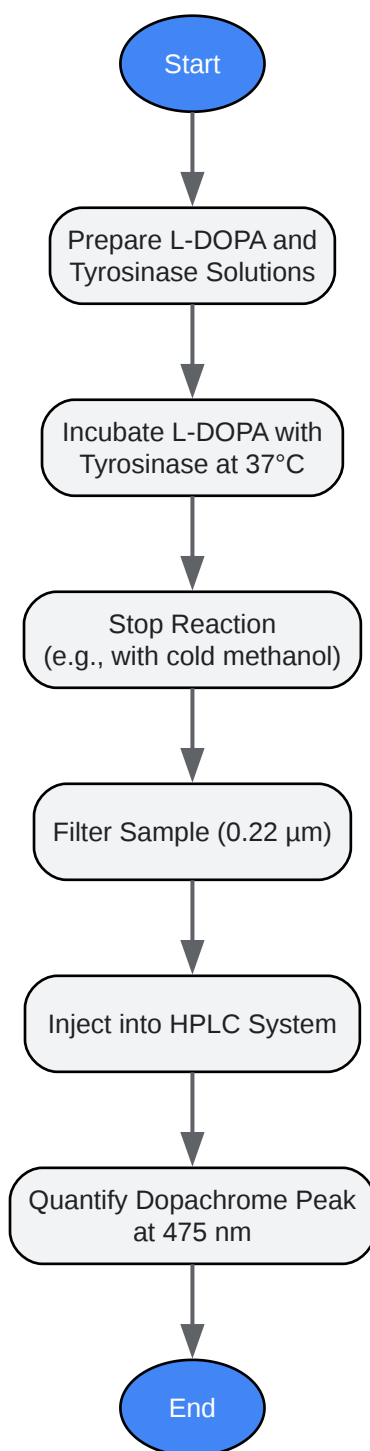 Start
Prepare L-DOPA and
Tyrosinase Solutions
Incubate L-DOPA with
Tyrosinase at 37°C
Stop Reaction
(e.g., with cold methanol)
Filter Sample (0.22 µm)
Inject into HPLC System
Quantify Dopachrome Peak
at 475 nm
End